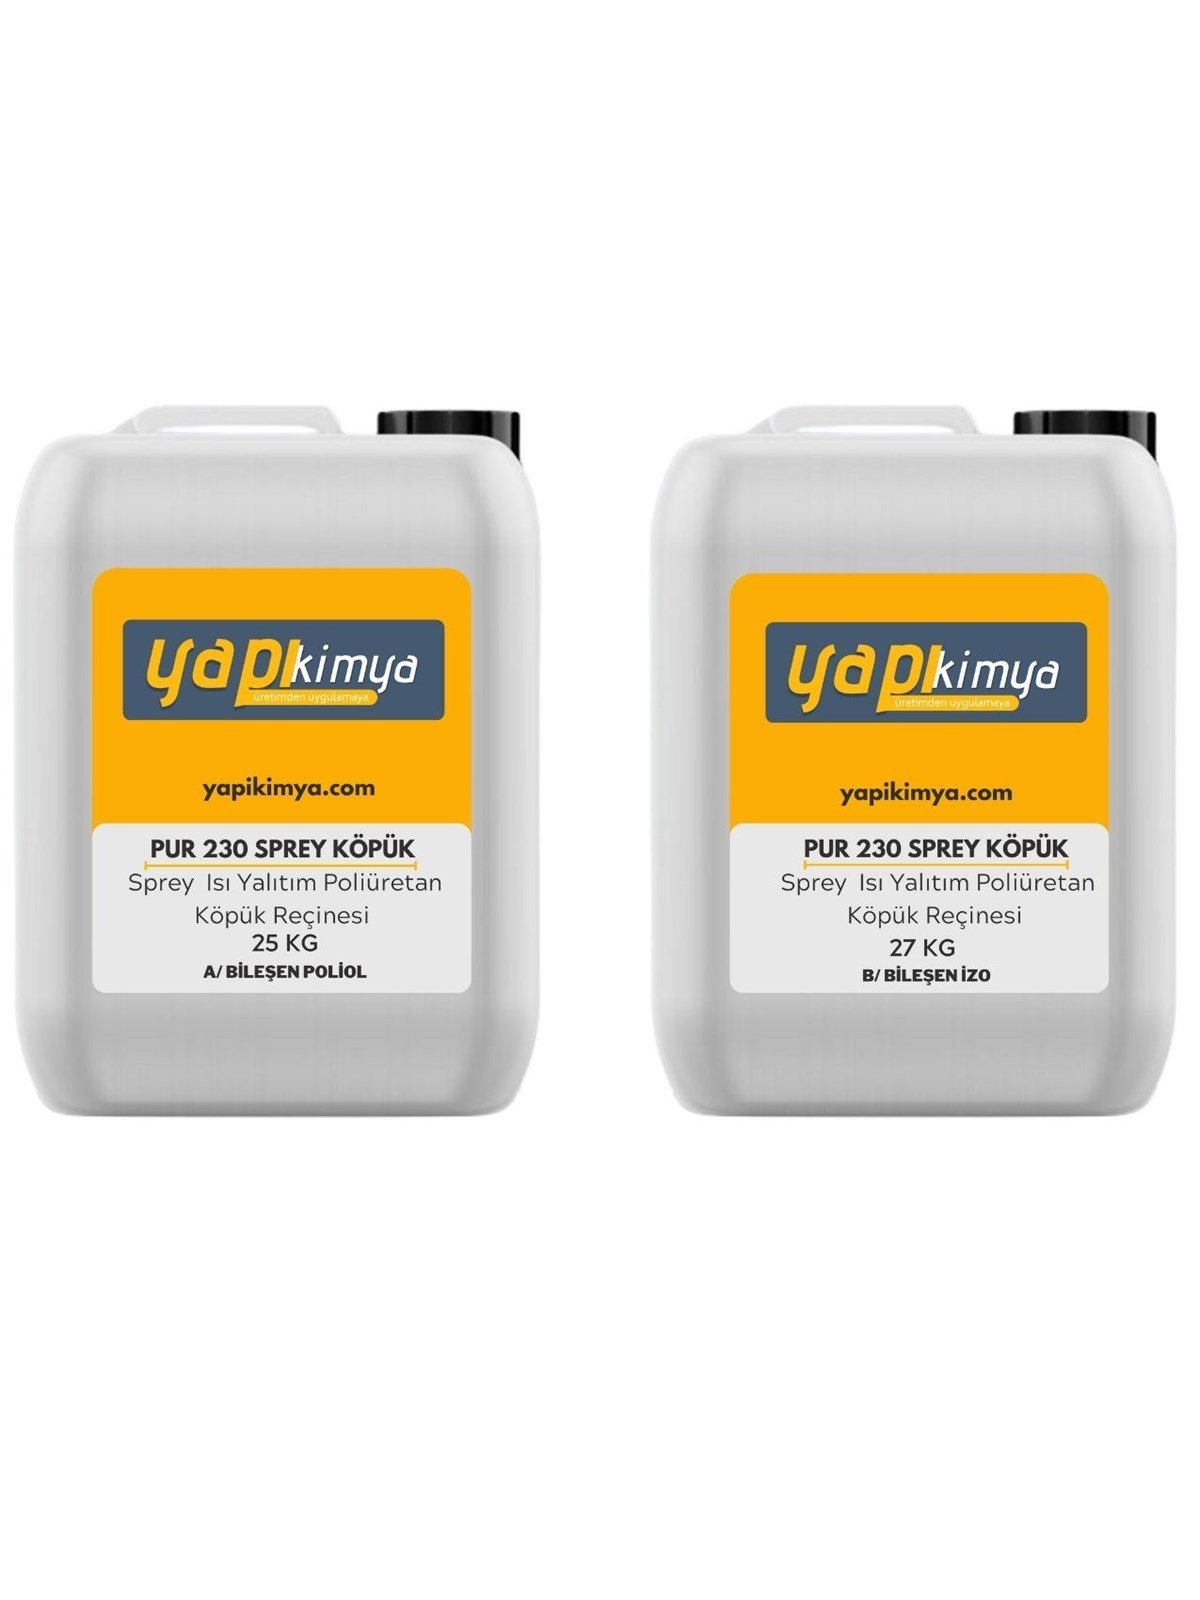 yapıkimya
üretimden uygulamaya
yapikimya.com
PUR 230 SPREY KÖPÜK
Sprey Isı Yalıtım Poliüretan
Köpük Reçinesi
25 KG
A/ BİLEŞEN POLİOL
yapıkimya
üretimden uygulamaya
yapikimya.com
PUR 230 SPREY KÖPÜK
Sprey Isı Yalıtım Poliüretan
Köpük Reçinesi
27 KG
B/ BİLEŞEN İZO